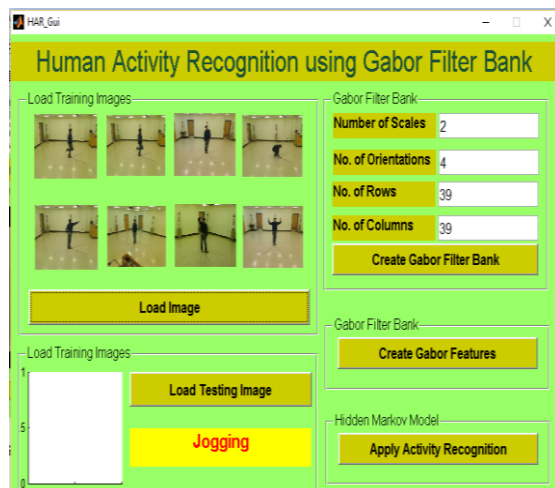 HAR_Gui
Human Activity Recognition using Gabor Filter Bank
Load Training Images
Load Image
Gabor Filter Bank
Number of Scales 2
No. of Orientations 4
No. of Rows 39
No. of Columns 39
Create Gabor Filter Bank
Gabor Filter Bank
Create Gabor Features
Load Training Images
1
.5
0
Load Testing Image
Jogging
Hidden Markov Model
Apply Activity Recognition